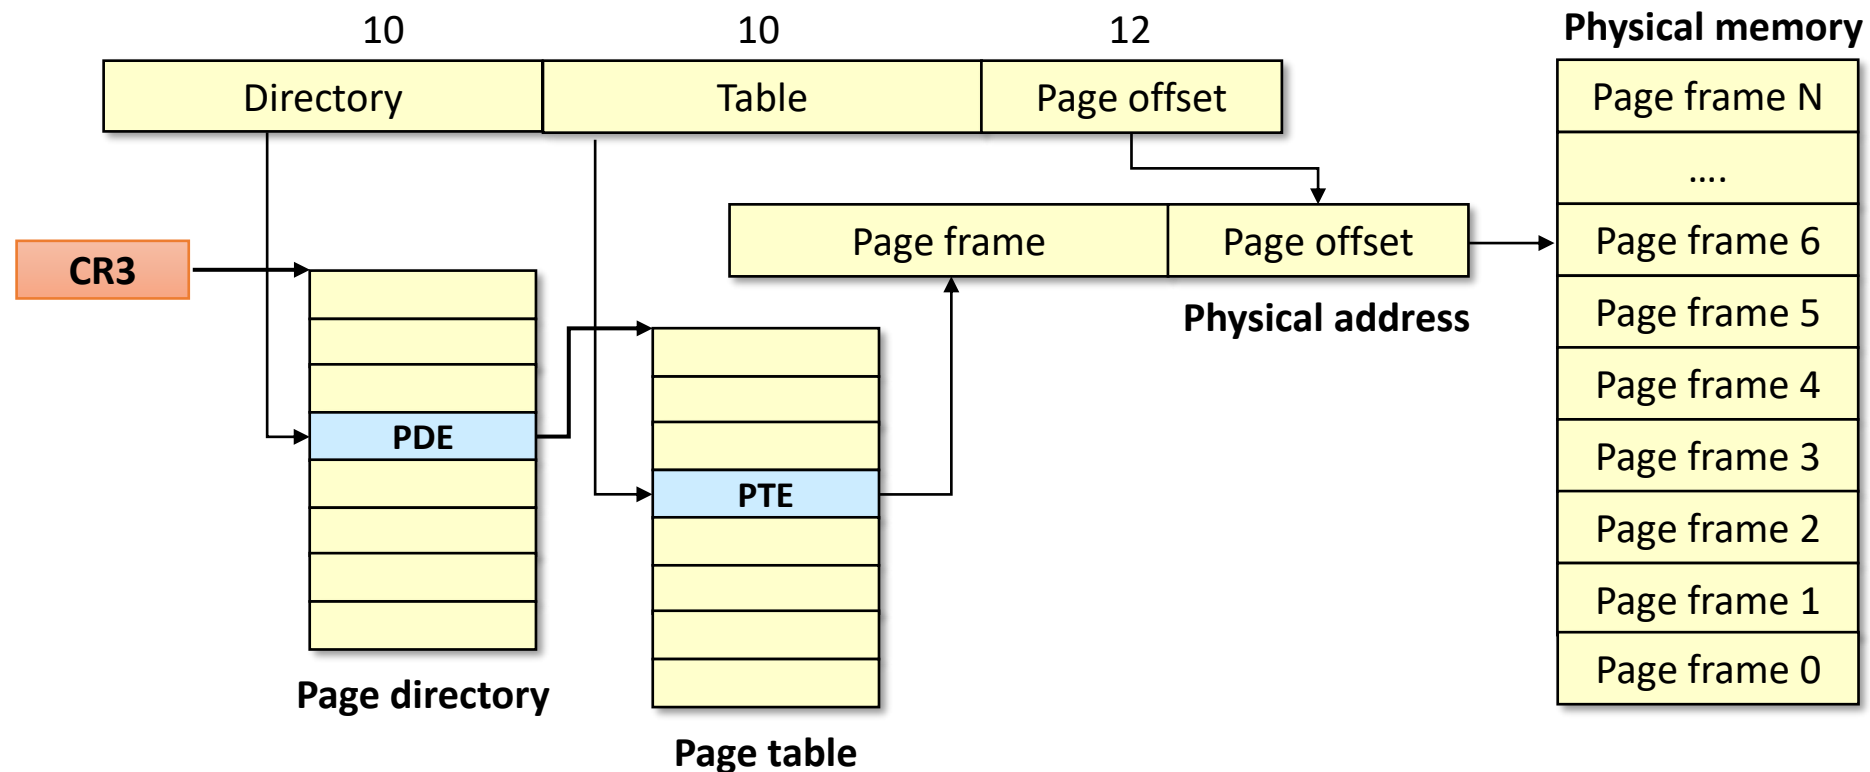 10 10 12
Physical memory
Directory Table Page offset
Page frame N
....
Page frame Page offset
Page frame 6
CR3
Physical address
Page frame 5
Page frame 4
PDE
Page frame 3
PTE
Page frame 2
Page frame 1
Page frame 0
Page directory
Page table